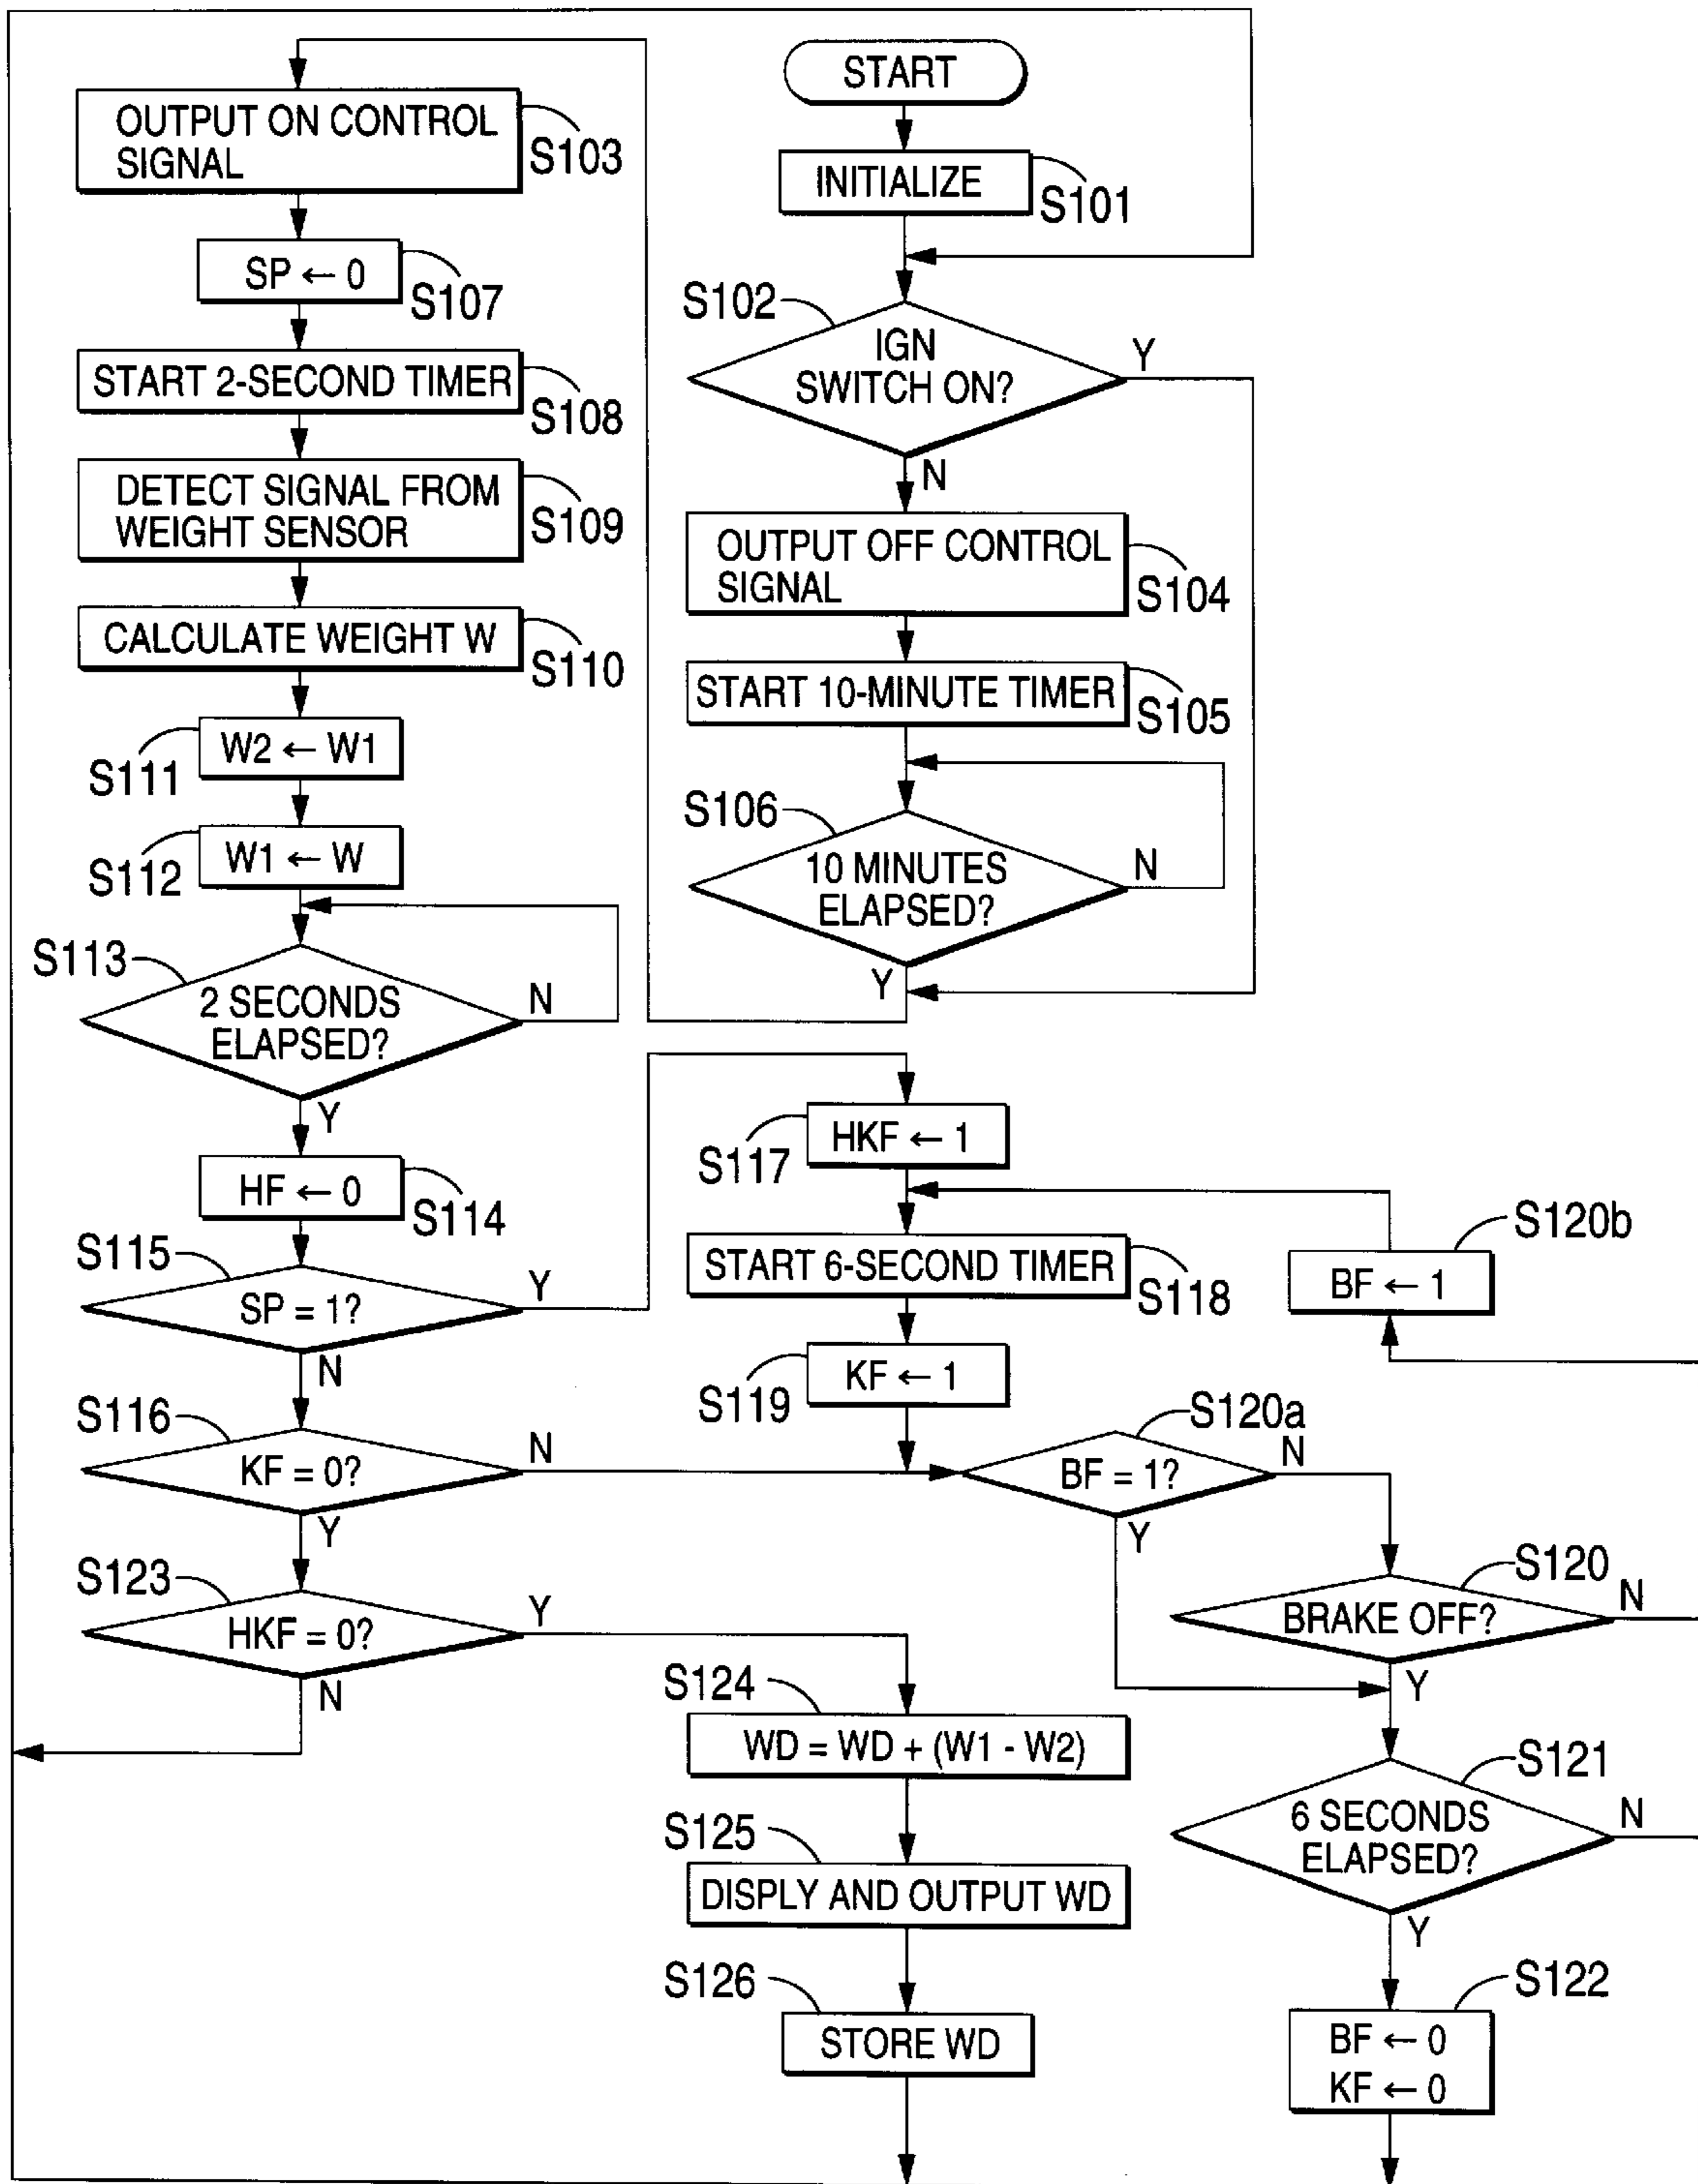 START
INITIALIZE
S101
S102
IGN
SWITCH ON?
Y
N
OUTPUT OFF CONTROL
SIGNAL
S104
START 10-MINUTE TIMER
S105
S106
10 MINUTES
ELAPSED?
N
Y
OUTPUT ON CONTROL
SIGNAL
S103
SP ← 0
S107
START 2-SECOND TIMER
S108
DETECT SIGNAL FROM
WEIGHT SENSOR
S109
CALCULATE WEIGHT W
S110
W2 ← W1
S111
W1 ← W
S112
S113
2 SECONDS
ELAPSED?
N
Y
HF ← 0
S114
S115
SP = 1?
Y
N
S116
KF = 0?
N
Y
S123
HKF = 0?
Y
N
HKF ← 1
S117
START 6-SECOND TIMER
S118
KF ← 1
S119
S120b
BF ← 1
S120a
BF = 1?
N
Y
S120
BRAKE OFF?
N
Y
S121
6 SECONDS
ELAPSED?
N
Y
S122
BF ← 0
KF ← 0
S124
WD = WD + (W1 - W2)
S125
DISPLY AND OUTPUT WD
S126
STORE WD